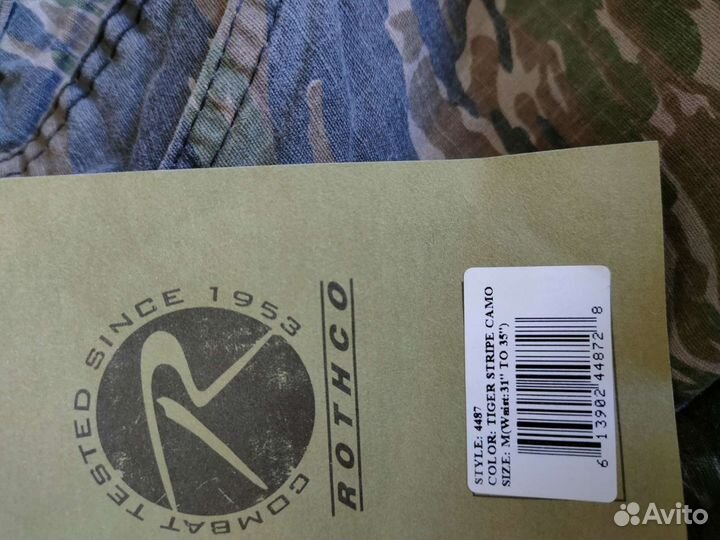 COMBAT TESTED SINCE 1953
R
ROTHCO
STYLE: 4487
COLOR: TIGER STRIPE CAMO
SIZE: M(Waist:31" TO 35")
6 13902 44872 8
Avito